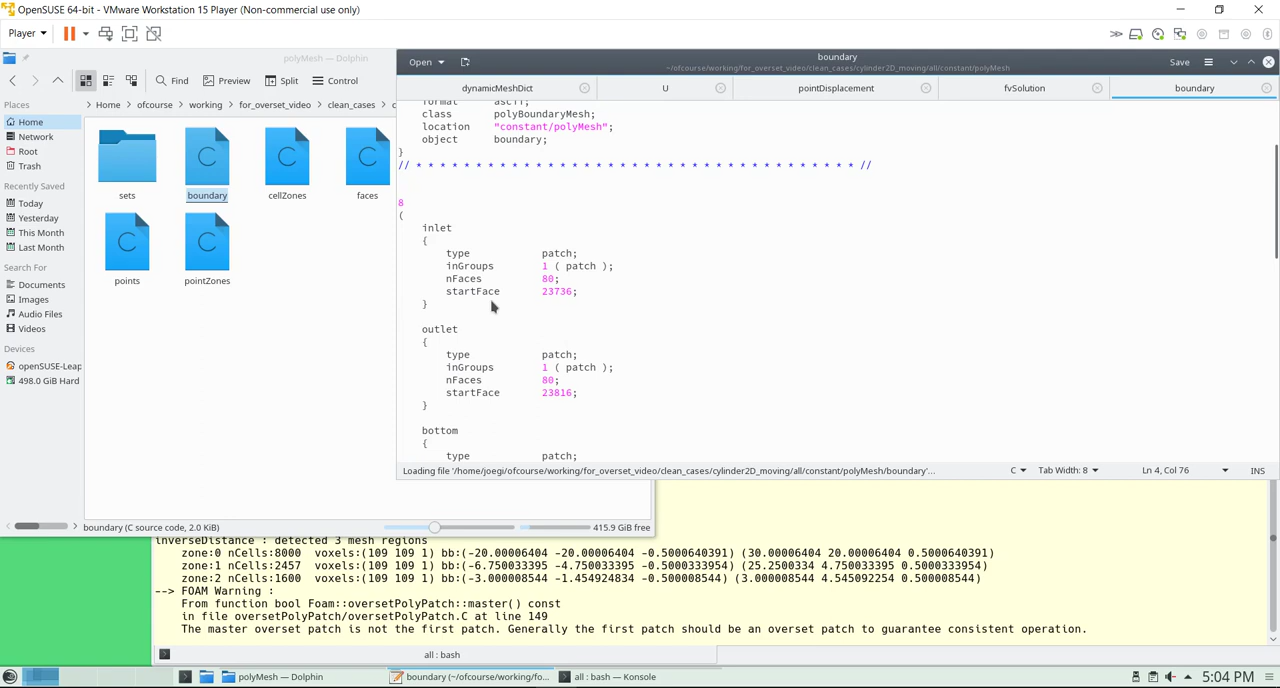 OpenSUSE 64-bit - VMware Workstation 15 Player (Non-commercial use only)
Player
polyMesh — Dolphin
Find
Preview
Split
Control
Places
Home
ofcourse
working
for_overset_video
clean_cases
Home
Network
Root
Trash
Recently Saved
Today
Yesterday
This Month
Last Month
Search For
Documents
Images
Audio Files
Videos
Devices
openSUSE-Leap
498.0 GiB Hard
sets
boundary
cellZones
faces
points
pointZones
boundary (C source code, 2.0 KiB)
415.9 GiB free
Open
boundary
~/ofcourse/working/for_overset_video/clean_cases/cylinder2D_moving/all/constant/polyMesh
Save
dynamicMeshDict
U
pointDisplacement
fvSolution
boundary
format ascii;
class polyBoundaryMesh;
location "constant/polyMesh";
object boundary;
}
// * * * * * * * * * * * * * * * * * * * * * * * * * * * * * * * * * * * * * //
8
(
inlet
{
type patch;
inGroups 1 ( patch );
nFaces 80;
startFace 23736;
}
outlet
{
type patch;
inGroups 1 ( patch );
nFaces 80;
startFace 23816;
}
bottom
{
type patch;
Loading file '/home/joegi/ofcourse/working/for_overset_video/clean_cases/cylinder2D_moving/all/constant/polyMesh/boundary'…
C
Tab Width: 8
Ln 4, Col 76
INS
inverseDistance : detected 3 mesh regions
zone:0 nCells:8000 voxels:(109 109 1) bb:(-20.00006404 -20.00006404 -0.5000640391) (30.00006404 20.00006404 0.5000640391)
zone:1 nCells:2457 voxels:(109 109 1) bb:(-6.750033395 -4.750033395 -0.5000333954) (25.2500334 4.750033395 0.5000333954)
zone:2 nCells:1600 voxels:(109 109 1) bb:(-3.000008544 -1.454924834 -0.500008544) (3.000008544 4.545092254 0.500008544)
--> FOAM Warning :
From function bool Foam::oversetPolyPatch::master() const
in file oversetPolyPatch/oversetPolyPatch.C at line 149
The master overset patch is not the first patch. Generally the first patch should be an overset patch to guarantee consistent operation.
all : bash
polyMesh — Dolphin
boundary (~/ofcourse/working/fo...
all : bash — Konsole
5:04 PM